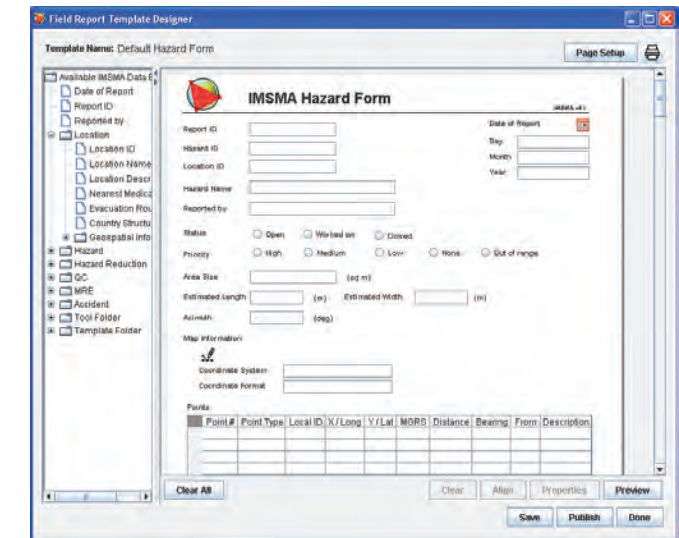 Field Report Template Designer
Template Name: Default Hazard Form
Page Setup
Available IMSMA Data E
Date of Report
Report ID
Reported by
Location
Location ID
Location Name
Location Descr
Nearest Medica
Evacuation Rou
Country Structu
Geospatial Info
Hazard
Hazard Reduction
QC
MRE
Accident
Tool Folder
Template Folder
IMSMA Hazard Form
Report ID
Date of Report
Hazard ID
Day
Month
Location ID
Year
Hazard Name
Reported by
Status Open Worked on Closed
Priority High Medium Low None Out of range
Area Size (sq m)
Estimated Length (m) Estimated Width (m)
Azimuth (deg)
Map Information
Coordinate System
Coordinate Format
Points
Point # Point Type Local ID X / Long Y / Lat MGRS Distance Bearing From Description
Clear All Clear Align Properties Preview
Save Publish Done